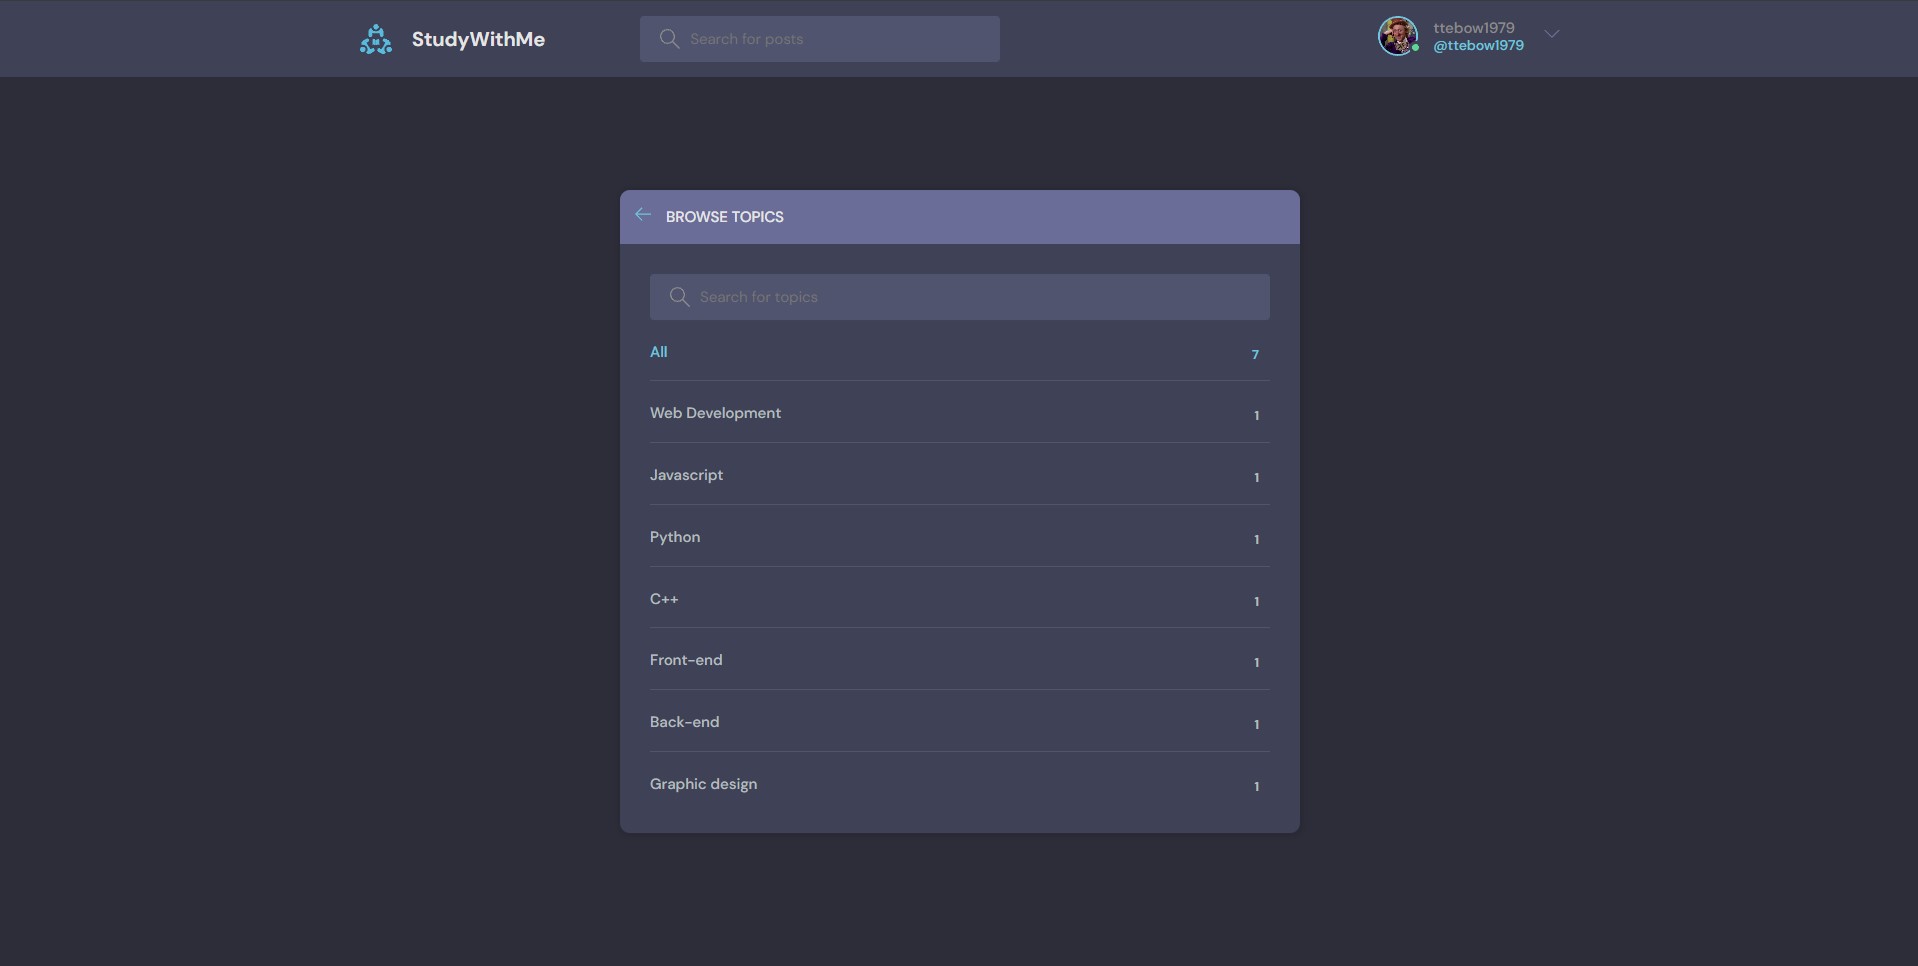 StudyWithMe
Search for posts
ttebow1979
@ttebow1979
BROWSE TOPICS
Search for topics
All 7
Web Development 1
Javascript 1
Python 1
C++ 1
Front-end 1
Back-end 1
Graphic design 1